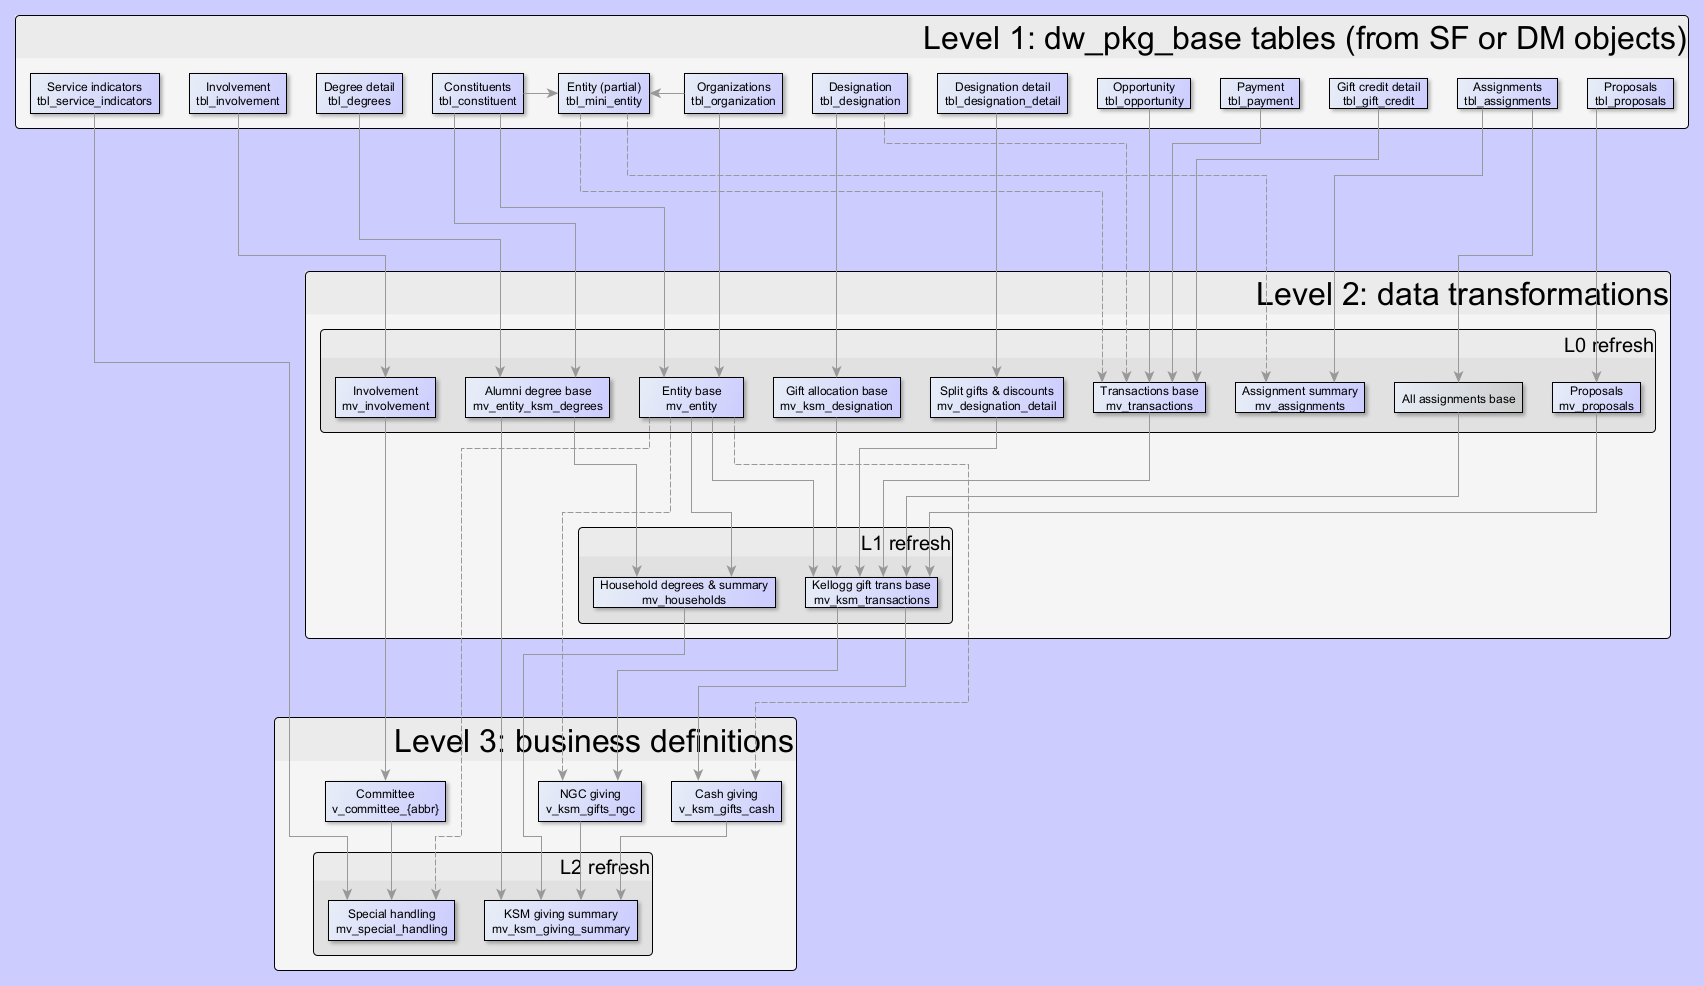 Level 1: dw_pkg_base tables (from SF or DM objects)
Service indicators
tbl_service_indicators
Involvement
tbl_involvement
Degree detail
tbl_degrees
Constituents
tbl_constituent
Entity (partial)
tbl_mini_entity
Organizations
tbl_organization
Designation
tbl_designation
Designation detail
tbl_designation_detail
Opportunity
tbl_opportunity
Payment
tbl_payment
Gift credit detail
tbl_gift_credit
Assignments
tbl_assignments
Proposals
tbl_proposals
Level 2: data transformations
L0 refresh
Involvement
mv_involvement
Alumni degree base
mv_entity_ksm_degrees
Entity base
mv_entity
Gift allocation base
mv_ksm_designation
Split gifts & discounts
mv_designation_detail
Transactions base
mv_transactions
Assignment summary
mv_assignments
All assignments base
Proposals
mv_proposals
L1 refresh
Household degrees & summary
mv_households
Kellogg gift trans base
mv_ksm_transactions
Level 3: business definitions
Committee
v_committee_{abbr}
NGC giving
v_ksm_gifts_ngc
Cash giving
v_ksm_gifts_cash
L2 refresh
Special handling
mv_special_handling
KSM giving summary
mv_ksm_giving_summary